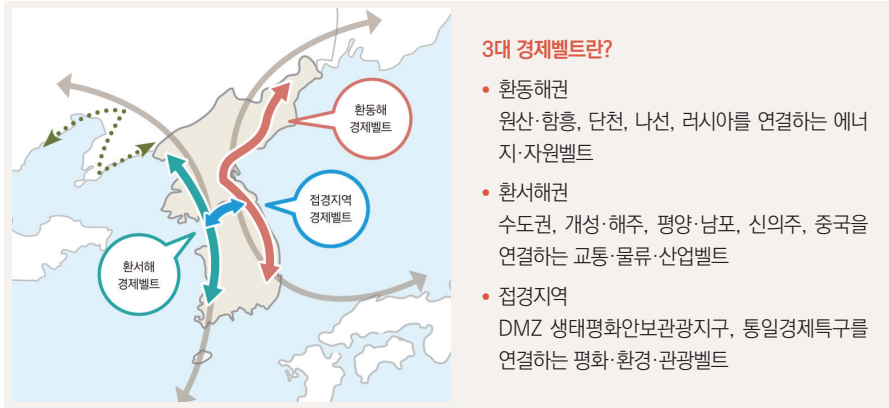 환동해
경제벨트
접경지역
경제벨트
환서해
경제벨트
3대 경제벨트란?
• 환동해권
원산·함흥, 단천, 나선, 러시아를 연결하는 에너
지·자원벨트
• 환서해권
수도권, 개성·해주, 평양·남포, 신의주, 중국을
연결하는 교통·물류·산업벨트
• 접경지역
DMZ 생태평화안보관광지구, 통일경제특구를
연결하는 평화·환경·관광벨트